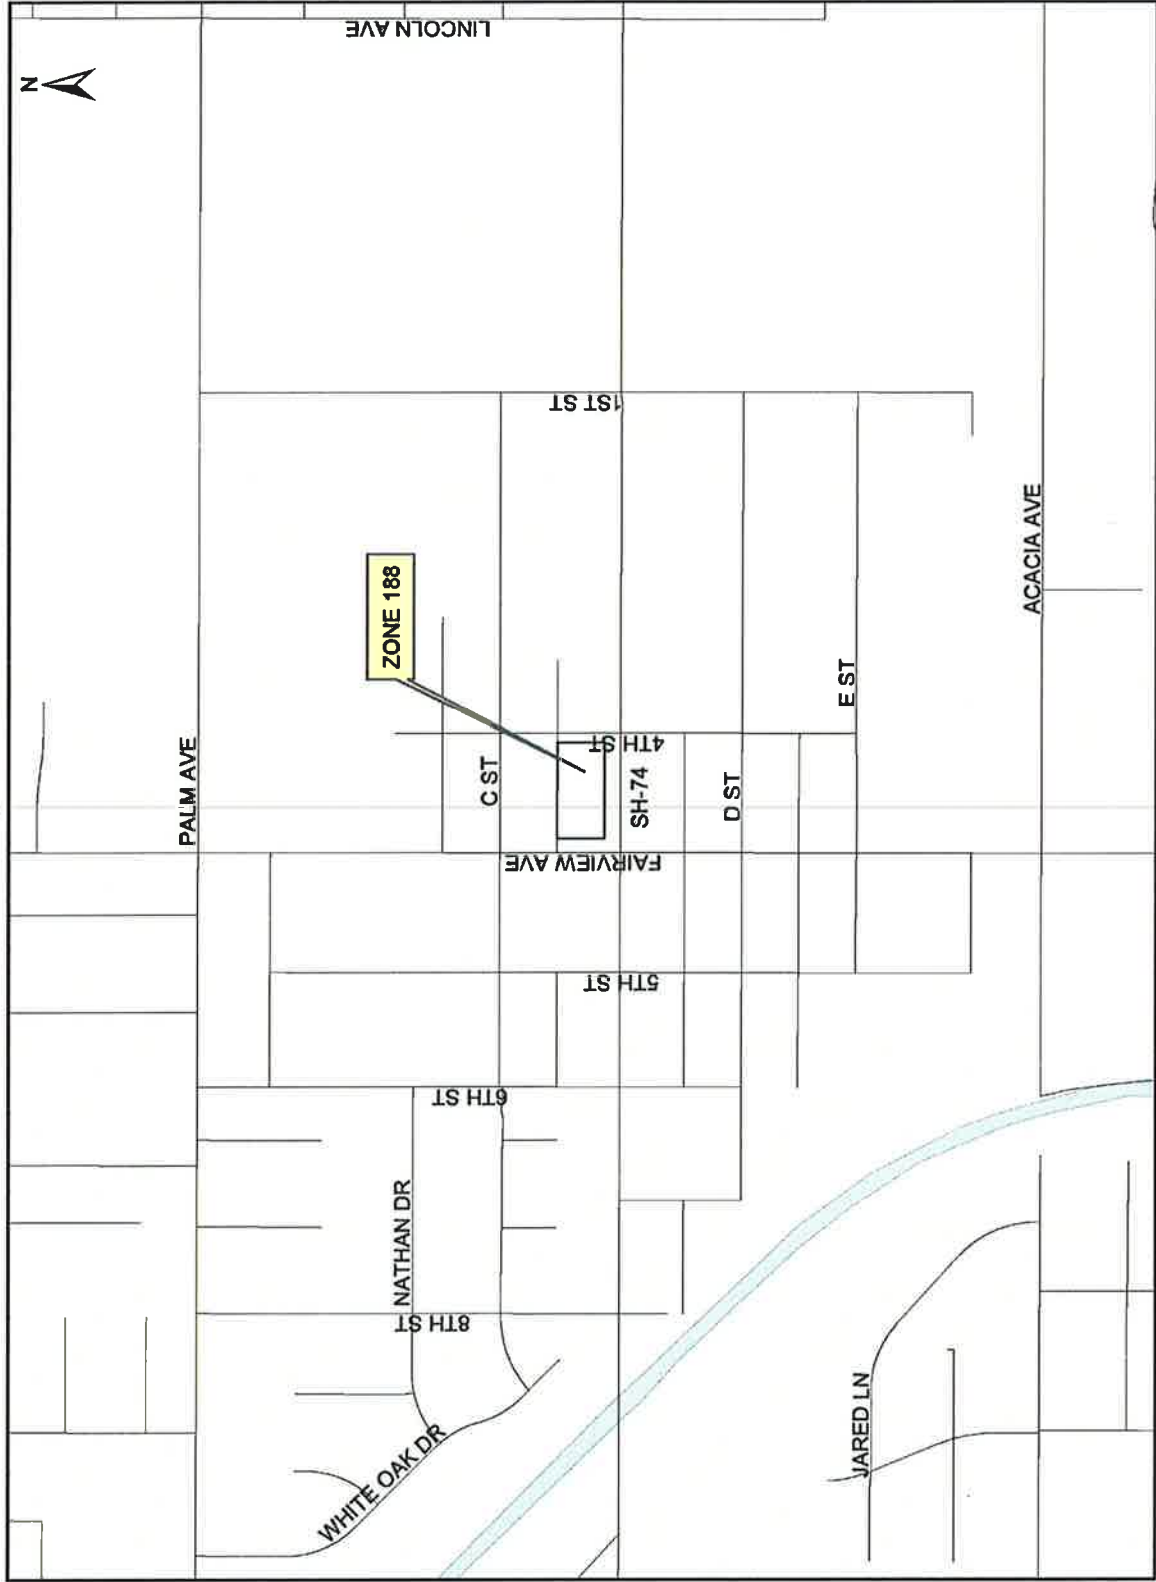 N
LINCOLN AVE
PALM AVE
1ST ST
ZONE 188
ACACIA AVE
C ST
4TH ST
SH-74
D ST
E ST
FAIRVIEW AVE
5TH ST
6TH ST
NATHAN DR
8TH ST
WHITE OAK DR
JARED LN